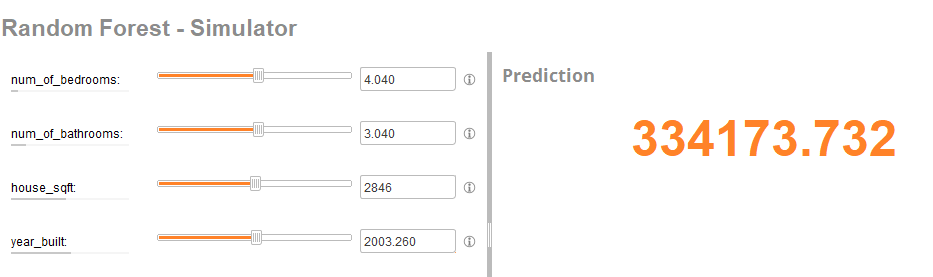 Random Forest - Simulator
num_of_bedrooms:
4.040
num_of_bathrooms:
3.040
house_sqft:
2846
year_built:
2003.260
Prediction
334173.732